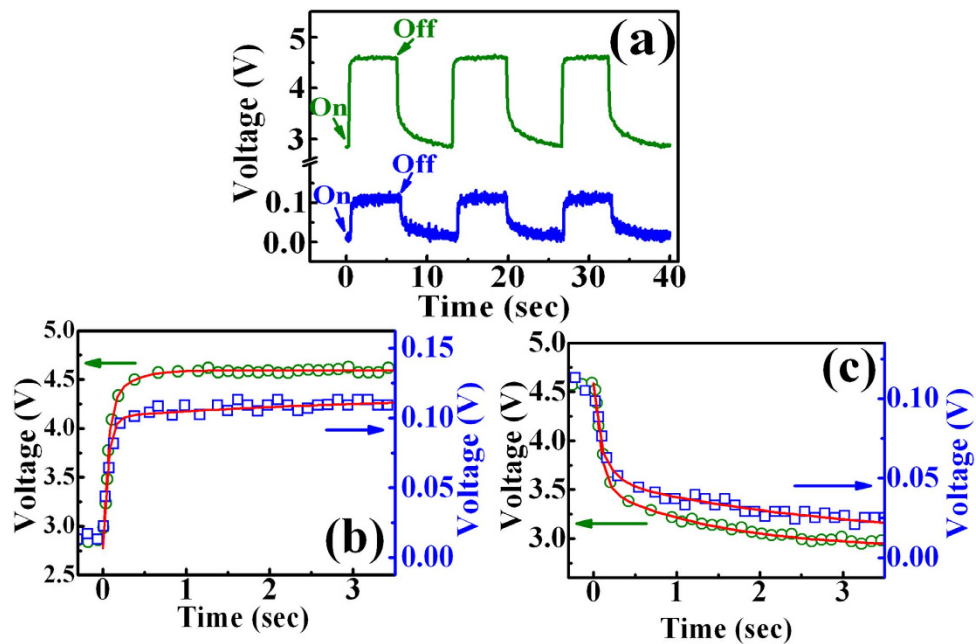 (a)
Voltage (V)
5
4
3
0.1
0.0
On
Off
On
Off
0 10 20 30 40
Time (sec)
(b)
Voltage (V)
5.0
4.5
4.0
3.5
3.0
2.5
0 1 2 3
Time (sec)
0.15
0.10
0.05
0.00
Voltage (V)
(c)
Voltage (V)
5.0
4.5
4.0
3.5
3.0
0 1 2 3
Time (sec)
0.10
0.05
0.00
Voltage (V)